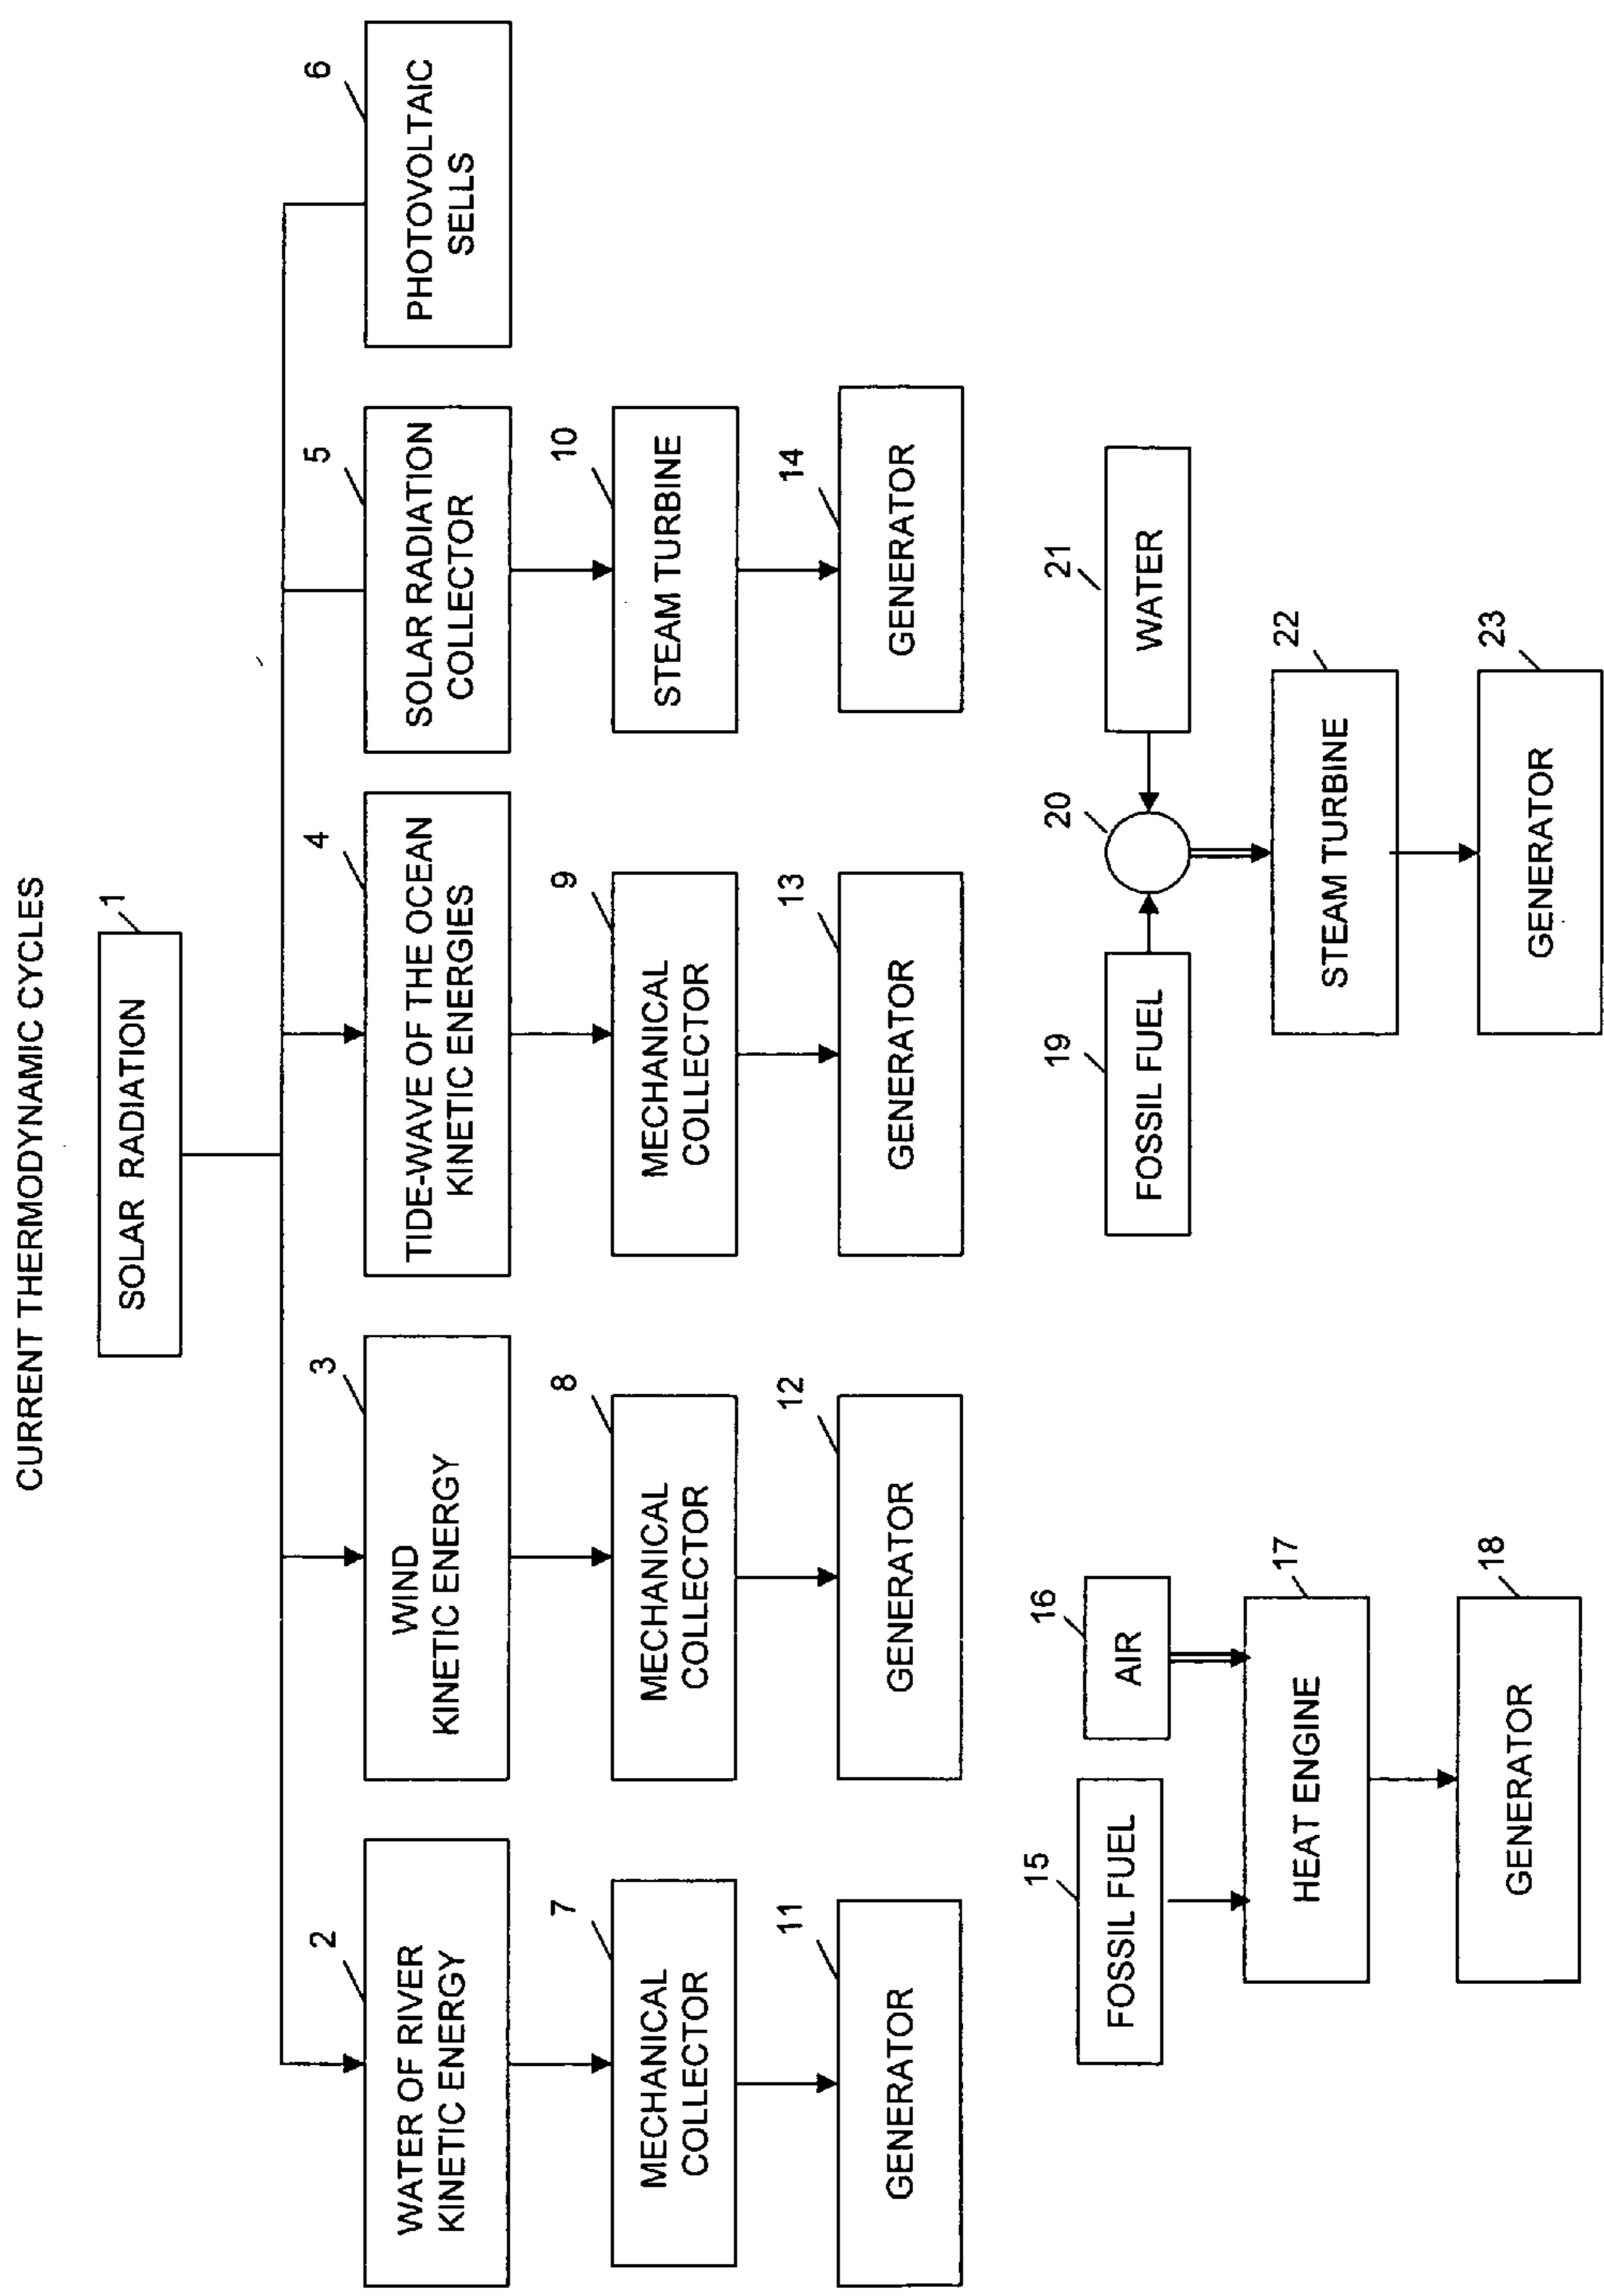 CURRENT THERMODYNAMIC CYCLES
1
SOLAR RADIATION
2
WATER OF RIVER
KINETIC ENERGY
3
WIND
KINETIC ENERGY
4
TIDE-WAVE OF THE OCEAN
KINETIC ENERGIES
5
SOLAR RADIATION
COLLECTOR
6
PHOTOVOLTAIC
SELLS
7
MECHANICAL
COLLECTOR
8
MECHANICAL
COLLECTOR
9
MECHANICAL
COLLECTOR
10
STEAM TURBINE
11
GENERATOR
12
GENERATOR
13
GENERATOR
14
GENERATOR
15
FOSSIL FUEL
16
AIR
17
HEAT ENGINE
18
GENERATOR
19
FOSSIL FUEL
20
21
WATER
22
STEAM TURBINE
23
GENERATOR